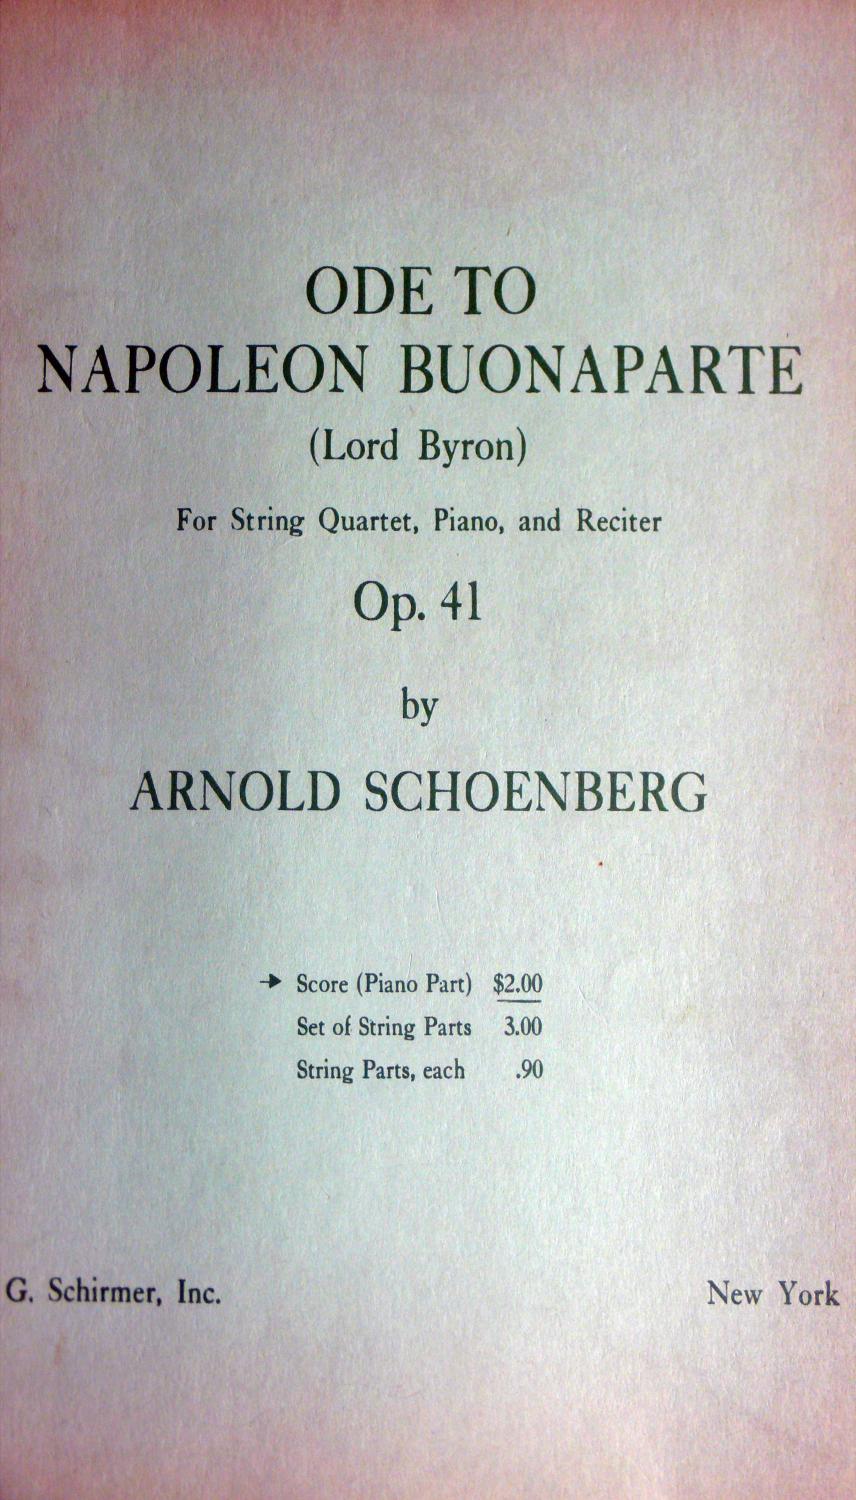 ODE TO
NAPOLEON BUONAPARTE
(Lord Byron)
For String Quartet, Piano, and Reciter
Op. 41
by
ARNOLD SCHOENBERG
➔ Score (Piano Part) $2.00
Set of String Parts 3.00
String Parts, each .90
G. Schirmer, Inc. New York